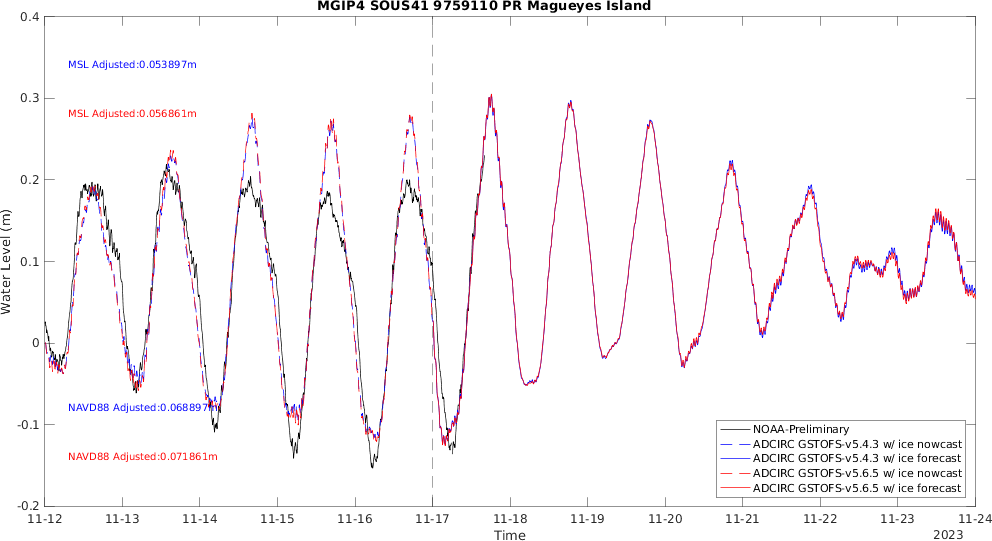 MGIP4 SOUS41 9759110 PR Magueyes Island
0.4
0.3
0.2
0.1
0
-0.1
-0.2
Water Level (m)
MSL Adjusted:0.053897m
MSL Adjusted:0.056861m
NAVD88 Adjusted:0.068897m
NAVD88 Adjusted:0.071861m
NOAA-Preliminary
ADCIRC GSTOFS-v5.4.3 w/ ice nowcast
ADCIRC GSTOFS-v5.4.3 w/ ice forecast
ADCIRC GSTOFS-v5.6.5 w/ ice nowcast
ADCIRC GSTOFS-v5.6.5 w/ ice forecast
11-12 11-13 11-14 11-15 11-16 11-17 11-18 11-19 11-20 11-21 11-22 11-23 11-24
Time
2023